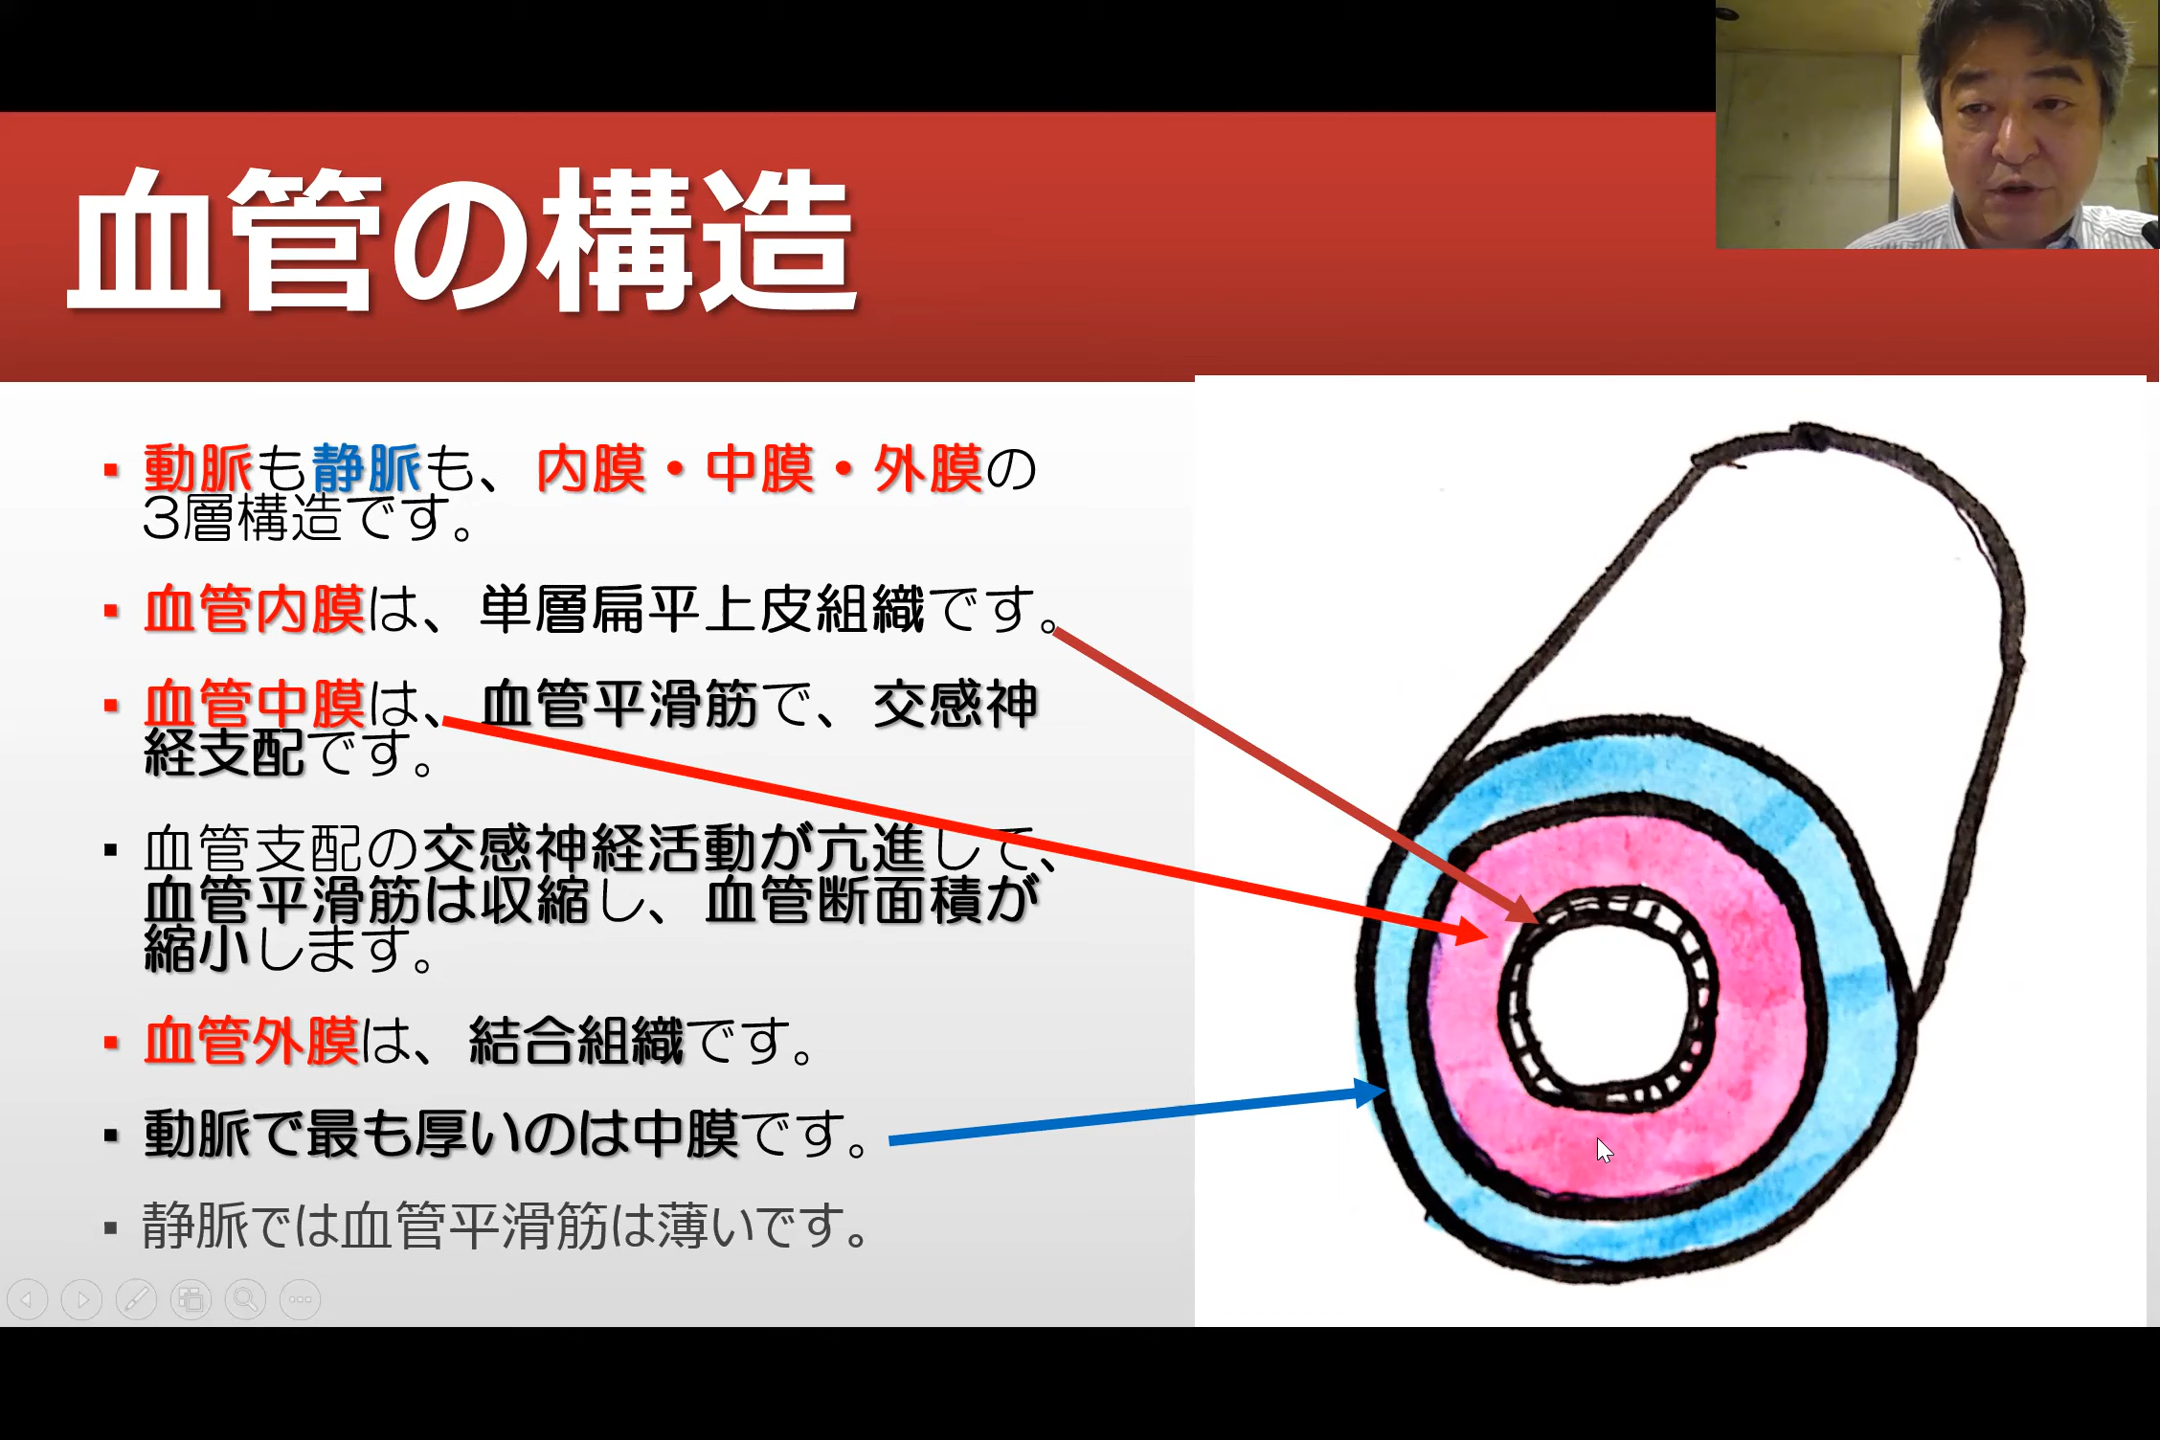 血管の構造
▪ 動脈も静脈も、内膜・中膜・外膜の
3層構造です。
▪ 血管内膜は、単層扁平上皮組織です。
▪ 血管中膜は、血管平滑筋で、交感神
経支配です。
▪ 血管支配の交感神経活動が亢進して、
血管平滑筋は収縮し、血管断面積が
縮小します。
▪ 血管外膜は、結合組織です。
▪ 動脈で最も厚いのは中膜です。
▪ 静脈では血管平滑筋は薄いです。